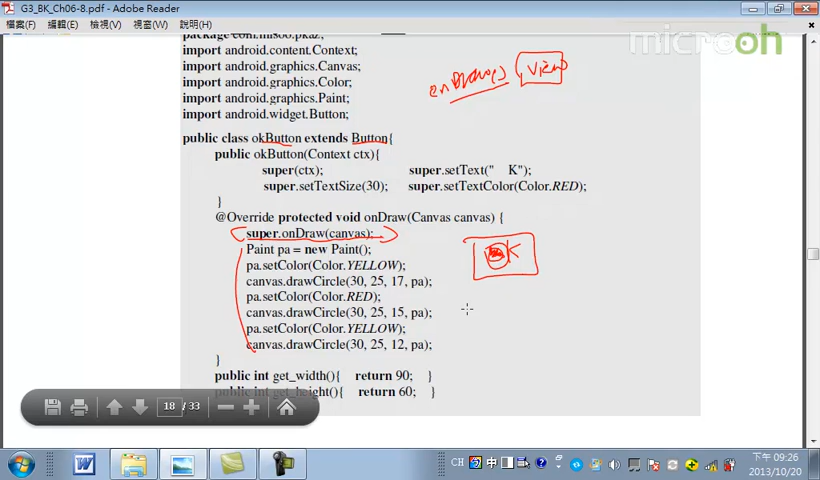 G3_BK_Ch06-8.pdf - Adobe Reader
檔案(F) 編輯(E) 檢視(V) 視窗(W) 說明(H)
microoh
import android.content.Context;
import android.graphics.Canvas;
import android.graphics.Color;
import android.graphics.Paint;
import android.widget.Button;
onDraw() View
public class okButton extends Button{
public okButton(Context ctx){
super(ctx); super.setText(" K");
super.setTextSize(30); super.setTextColor(Color.RED);
}
@Override protected void onDraw(Canvas canvas) {
super.onDraw(canvas);
Paint pa = new Paint();
K
pa.setColor(Color.YELLOW);
canvas.drawCircle(30, 25, 17, pa);
pa.setColor(Color.RED);
canvas.drawCircle(30, 25, 15, pa);
pa.setColor(Color.YELLOW);
canvas.drawCircle(30, 25, 12, pa);
}
public int get_width(){ return 90; }
public int get_height(){ return 60; }
18 / 33
CH 中
下午 09:26
2013/10/20